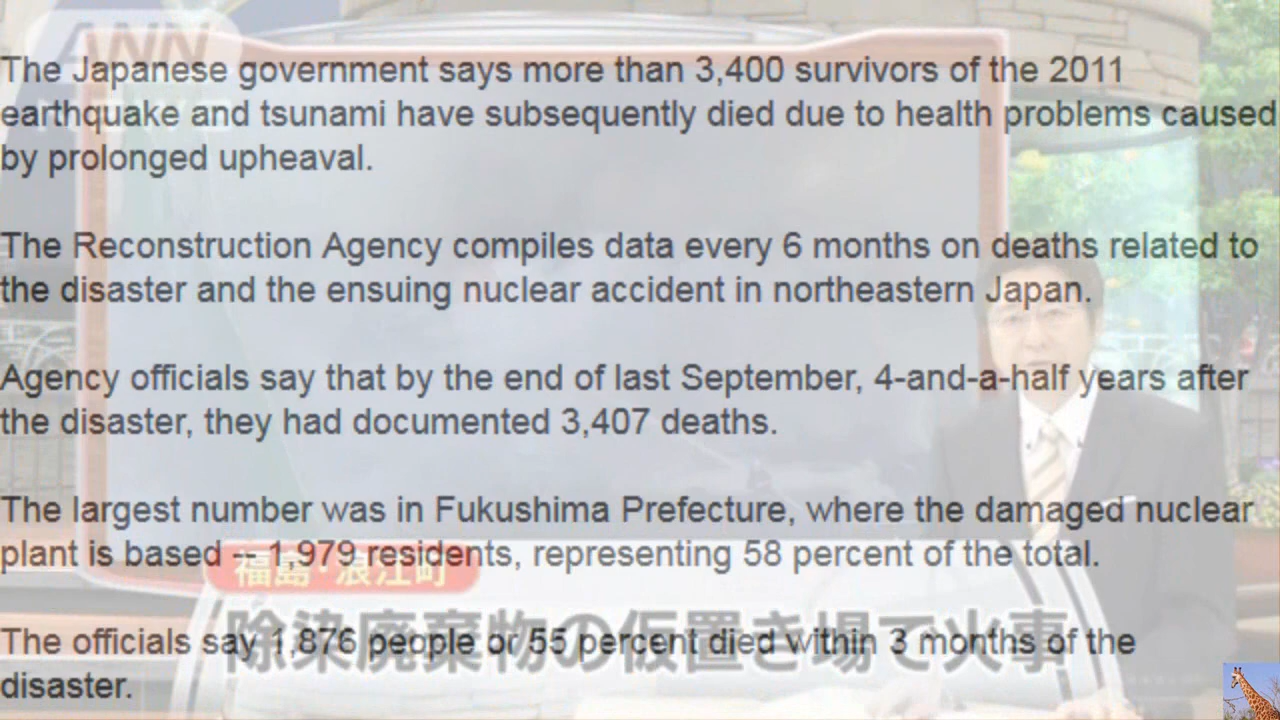 ANN
The Japanese government says more than 3,400 survivors of the 2011
earthquake and tsunami have subsequently died due to health problems caused
by prolonged upheaval.
The Reconstruction Agency compiles data every 6 months on deaths related to
the disaster and the ensuing nuclear accident in northeastern Japan.
Agency officials say that by the end of last September, 4-and-a-half years after
the disaster, they had documented 3,407 deaths.
The largest number was in Fukushima Prefecture, where the damaged nuclear
plant is based -- 1,979 residents, representing 58 percent of the total.
福島・浪江町
The officials say 1,876 people or 55 percent died within 3 months of the
disaster.
除染廃棄物の仮置き場で火事